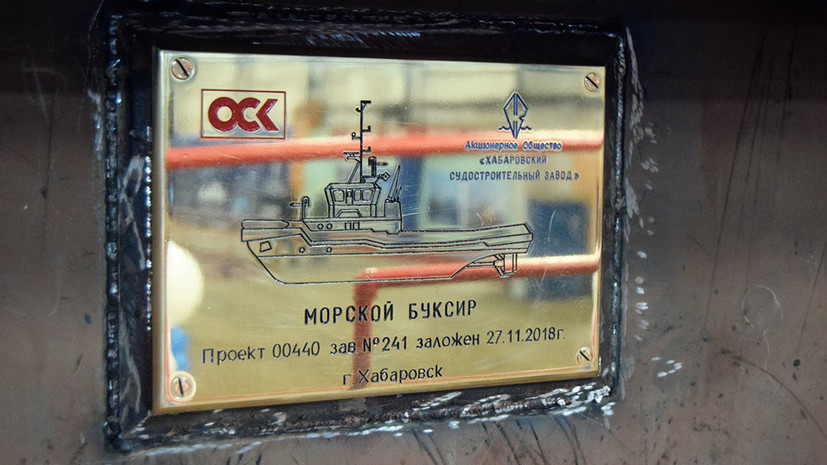 ОСК
Акционерное Общество
«ХАБАРОВСКИЙ
СУДОСТРОИТЕЛЬНЫЙ ЗАВОД»
МОРСКОЙ БУКСИР
Проект 00440 зав.№241 заложен 27.11.2018г.
г.Хабаровск